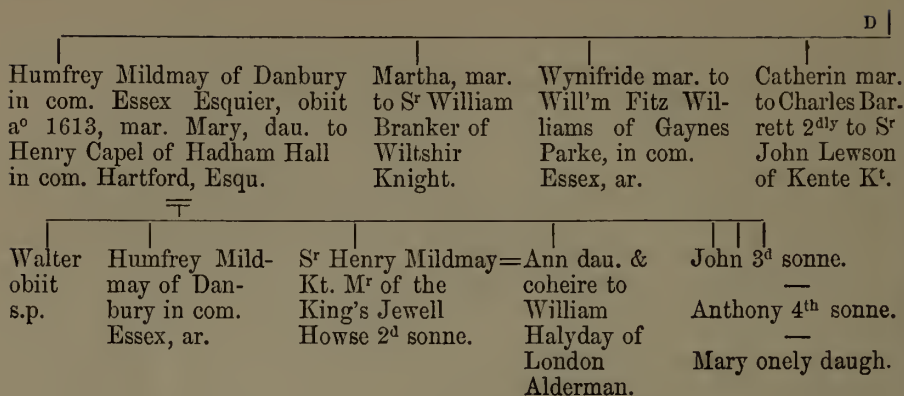 D
Humfrey Mildmay of Danbury
in com. Essex Esquier, obiit
aº 1613, mar. Mary, dau. to
Henry Capel of Hadham Hall
in com. Hartford, Esqu.
Martha, mar.
to Sʳ William
Branker of
Wiltshir
Knight.
Wynifride mar. to
Will'm Fitz Wil-
liams of Gaynes
Parke, in com.
Essex, ar.
Catherin mar.
to Charles Bar-
rett 2ᵈˡʸ to Sʳ
John Lewson
of Kente Kᵗ.
Walter
obiit
s.p.
Humfrey Mild-
may of Dan-
bury in com.
Essex, ar.
Sʳ Henry Mildmay=
Kt. Mʳ of the
King's Jewell
Howse 2ᵈ sonne.
Ann dau. &
coheire to
William
Halyday of
London
Alderman.
John 3ᵈ sonne.
—
Anthony 4ᵗʰ sonne.
—
Mary onely daugh.